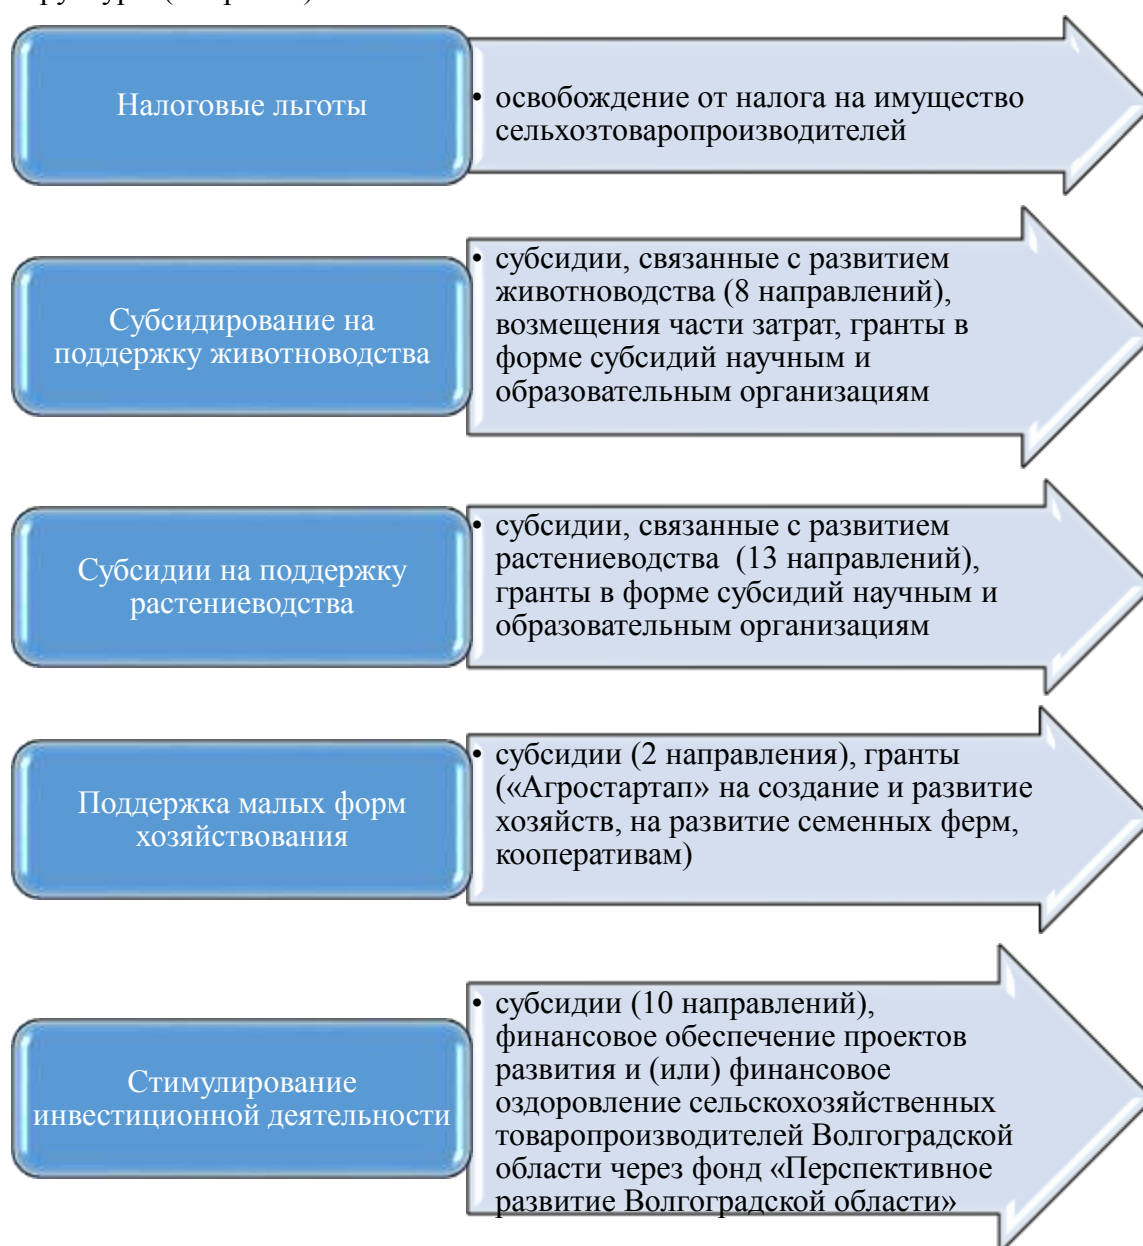 Налоговые льготы
• освобождение от налога на имущество
сельхозтоваропроизводителей
Субсидирование на
поддержку животноводства
• субсидии, связанные с развитием
животноводства (8 направлений),
возмещения части затрат, гранты в
форме субсидий научным и
образовательным организациям
Субсидии на поддержку
растениеводства
• субсидии, связанные с развитием
растениеводства (13 направлений),
гранты в форме субсидий научным и
образовательным организациям
Поддержка малых форм
хозяйствования
• субсидии (2 направления), гранты
(«Агростартап» на создание и развитие
хозяйств, на развитие семенных ферм,
кооперативам)
Стимулирование
инвестиционной деятельности
• субсидии (10 направлений),
финансовое обеспечение проектов
развития и (или) финансовое
оздоровление сельскохозяйственных
товаропроизводителей Волгоградской
области через фонд «Перспективное
развитие Волгоградской области»